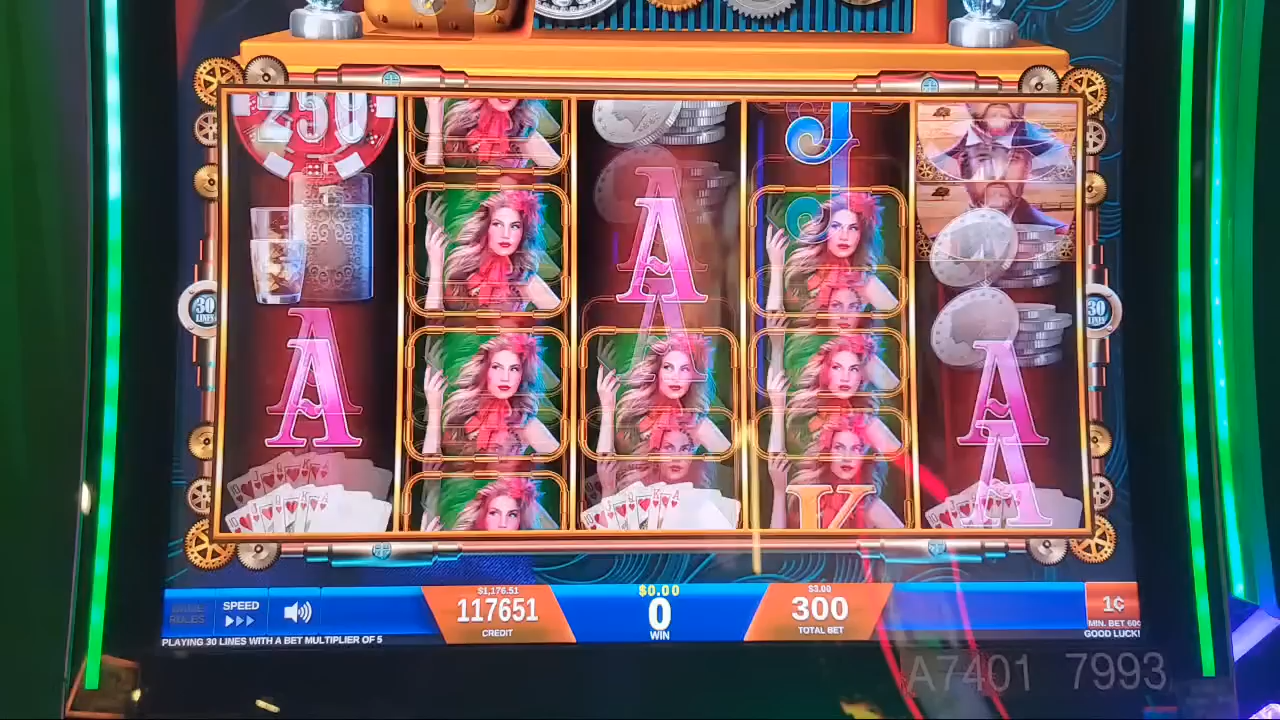 250
J
A
A
A
A
A
A
K
30
LINES
30
LINES
GAME
RULES
SPEED
$1,176.51
117651
CREDIT
$0.00
0
WIN
$3.00
300
TOTAL BET
1¢
MIN. BET 60¢
GOOD LUCK!
PLAYING 30 LINES WITH A BET MULTIPLIER OF 5
A7401 7993